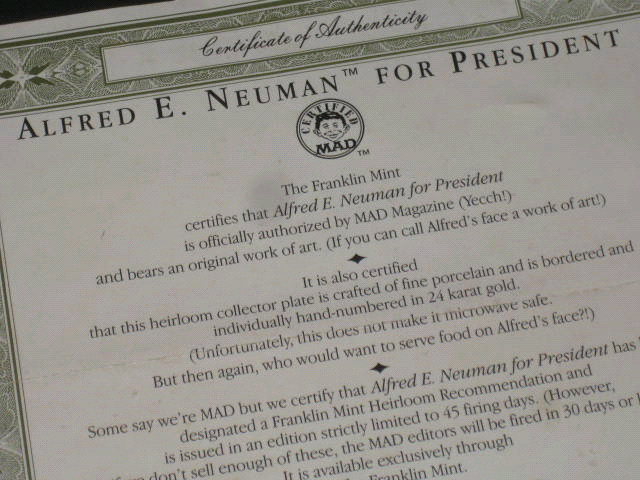 Certificate of Authenticity
ALFRED E. NEUMAN™ FOR PRESIDENT
CERTIFIED
MAD
TM
The Franklin Mint
certifies that Alfred E. Neuman for President
is officially authorized by MAD Magazine (Yecch!)
and bears an original work of art. (If you can call Alfred's face a work of art!)
It is also certified
that this heirloom collector plate is crafted of fine porcelain and is bordered and
individually hand-numbered in 24 karat gold.
(Unfortunately, this does not make it microwave safe.
But then again, who would want to serve food on Alfred's face?!)
Some say we're MAD but we certify that Alfred E. Neuman for President has
designated a Franklin Mint Heirloom Recommendation and
is issued in an edition strictly limited to 45 firing days. (However,
don't sell enough of these, the MAD editors will be fired in 30 days or
It is available exclusively through
The Franklin Mint.